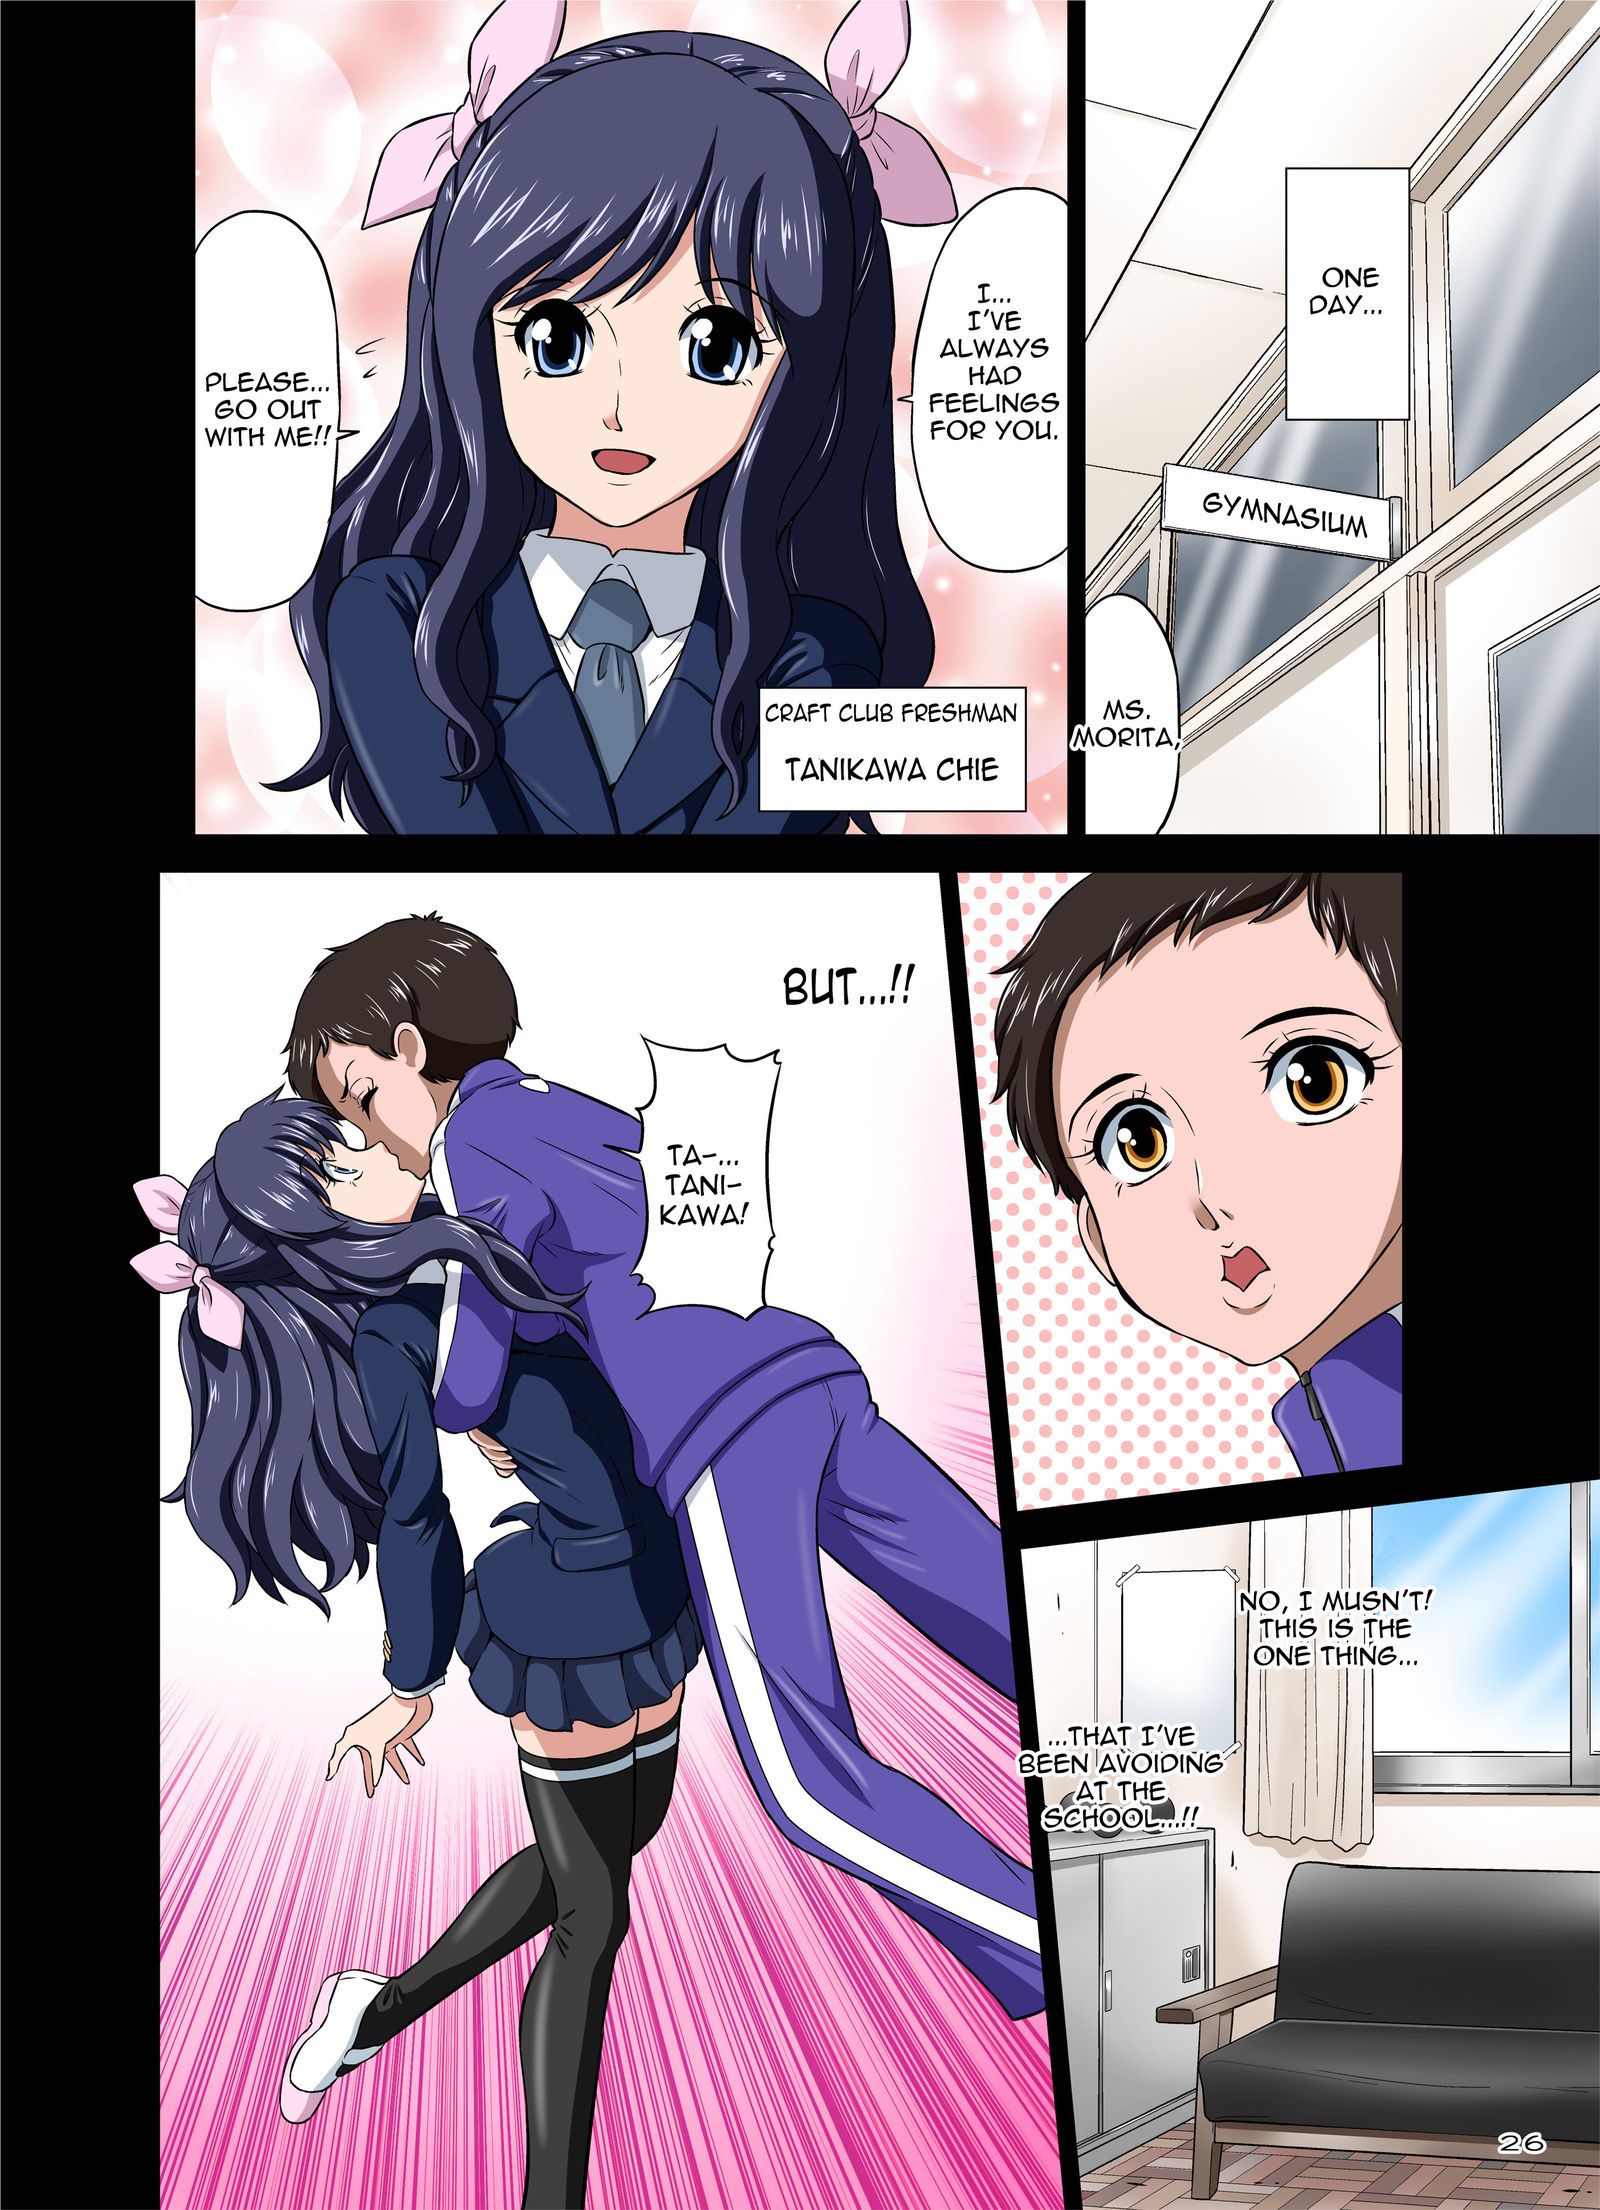 ONE
DAY...
GYMNASIUM
MS.
MORITA,
I...
I'VE
ALWAYS
HAD
FEELINGS
FOR YOU.
PLEASE...
GO OUT
WITH ME!!
CRAFT CLUB FRESHMAN
TANIKAWA CHIE
BUT...!!
TA-...
TANI-
KAWA!
NO, I MUSN'T!
THIS IS THE
ONE THING...
...THAT I'VE
BEEN AVOIDING
AT THE
SCHOOL...!!
26